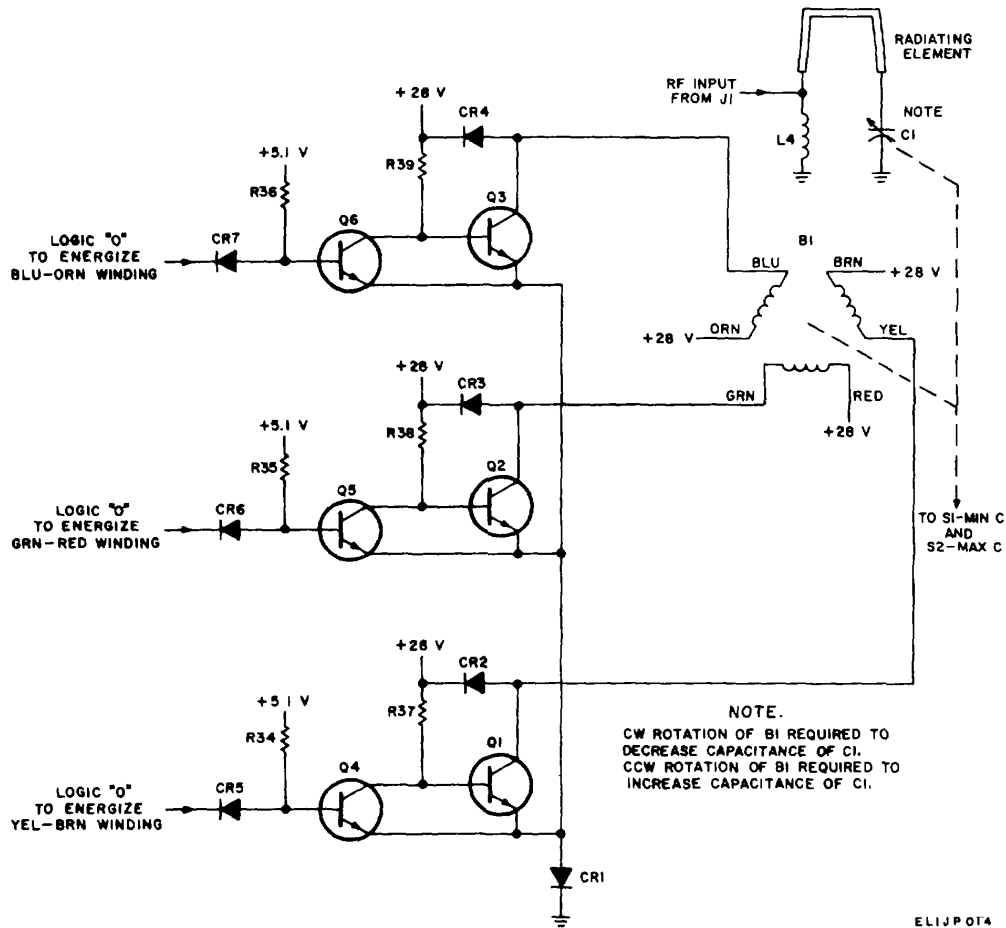 RADIATING
ELEMENT
RF INPUT
FROM J1
NOTE
C1
L4
+28 V
CR4
R39
+5.1 V
R36
Q6
Q3
LOGIC "O"
TO ENERGIZE
BLU-ORN WINDING
CR7
B1
BLU
BRN
+28 V
ORN
+28 V
YEL
+28 V
CR3
GRN
RED
+28 V
R38
+5.1 V
R35
Q5
Q2
LOGIC "O"
TO ENERGIZE
GRN-RED WINDING
CR6
TO S1-MIN C
AND
S2-MAX C
+28 V
CR2
R37
+5.1 V
R34
Q4
Q1
LOGIC "O"
TO ENERGIZE
YEL-BRN WINDING
CR5
NOTE.
CW ROTATION OF B1 REQUIRED TO
DECREASE CAPACITANCE OF C1.
CCW ROTATION OF B1 REQUIRED TO
INCREASE CAPACITANCE OF C1.
CR1
ELIJP014